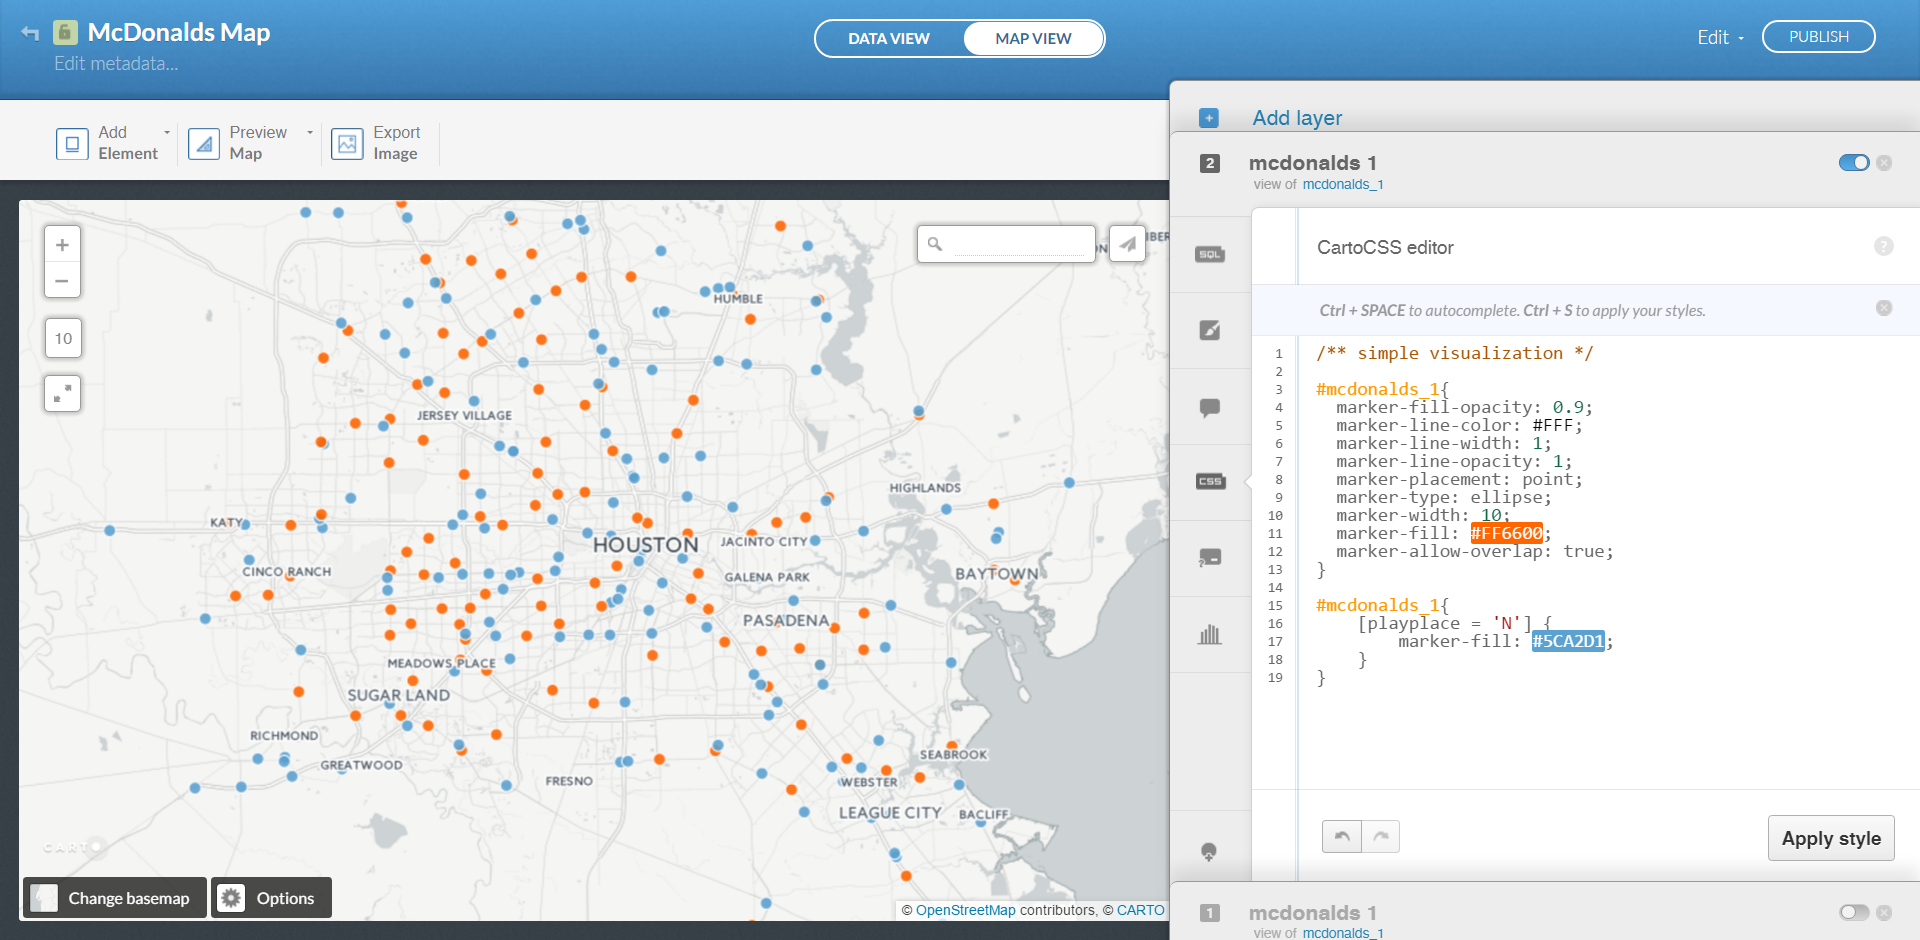 McDonalds Map
Edit metadata...
DATA VIEW
MAP VIEW
Edit
PUBLISH
Add Element
Preview Map
Export Image
Add layer
2
mcdonalds 1
view of mcdonalds_1
SQL
CSS
CartoCSS editor
?
Ctrl + SPACE to autocomplete. Ctrl + S to apply your styles.
1 /** simple visualization */
2
3 #mcdonalds_1{
4 marker-fill-opacity: 0.9;
5 marker-line-color: #FFF;
6 marker-line-width: 1;
7 marker-line-opacity: 1;
8 marker-placement: point;
9 marker-type: ellipse;
10 marker-width: 10;
11 marker-fill: #FF6600;
12 marker-allow-overlap: true;
13 }
14
15 #mcdonalds_1{
16 [playplace = 'N'] {
17 marker-fill: #5CA2D1;
18 }
19 }
Apply style
1
mcdonalds 1
view of mcdonalds_1
+
−
10
HUMBLE
JERSEY VILLAGE
HIGHLANDS
KATY
HOUSTON
JACINTO CITY
CINCO RANCH
GALENA PARK
BAYTOWN
PASADENA
MEADOWS PLACE
SUGAR LAND
RICHMOND
GREATWOOD
FRESNO
SEABROOK
WEBSTER
LEAGUE CITY
BACLIFF
CARTO
Change basemap
Options
© OpenStreetMap contributors, © CARTO